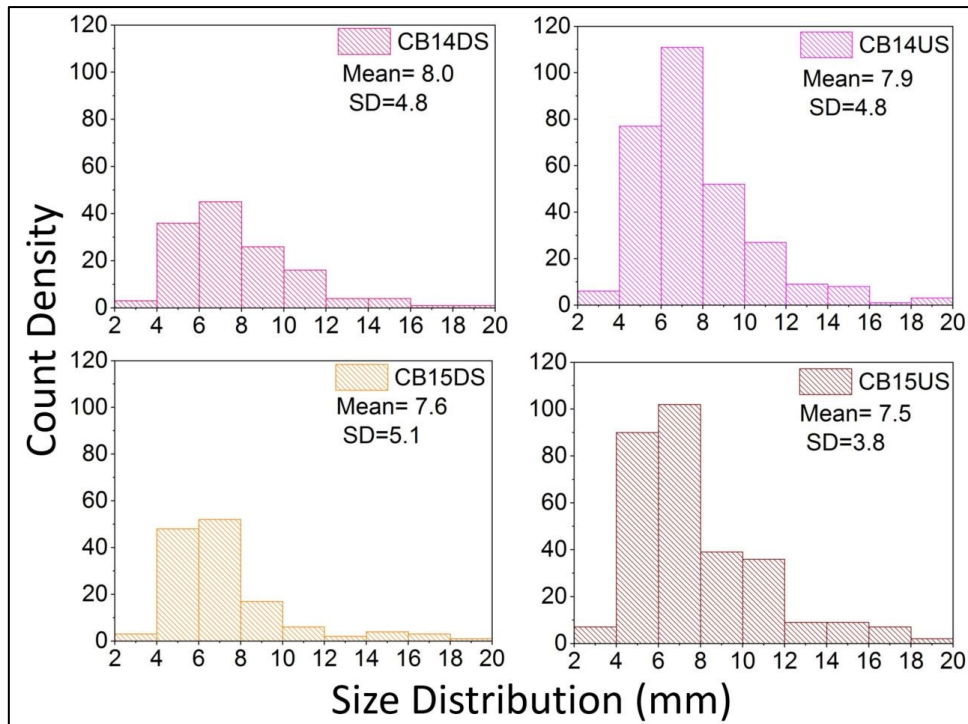 Count Density
120
100
80
60
40
20
0
2 4 6 8 10 12 14 16 18 20
CB14DS
Mean= 8.0
SD=4.8
120
100
80
60
40
20
0
2 4 6 8 10 12 14 16 18 20
CB14US
Mean= 7.9
SD=4.8
120
100
80
60
40
20
0
2 4 6 8 10 12 14 16 18 20
CB15DS
Mean= 7.6
SD=5.1
120
100
80
60
40
20
0
2 4 6 8 10 12 14 16 18 20
CB15US
Mean= 7.5
SD=3.8
Size Distribution (mm)